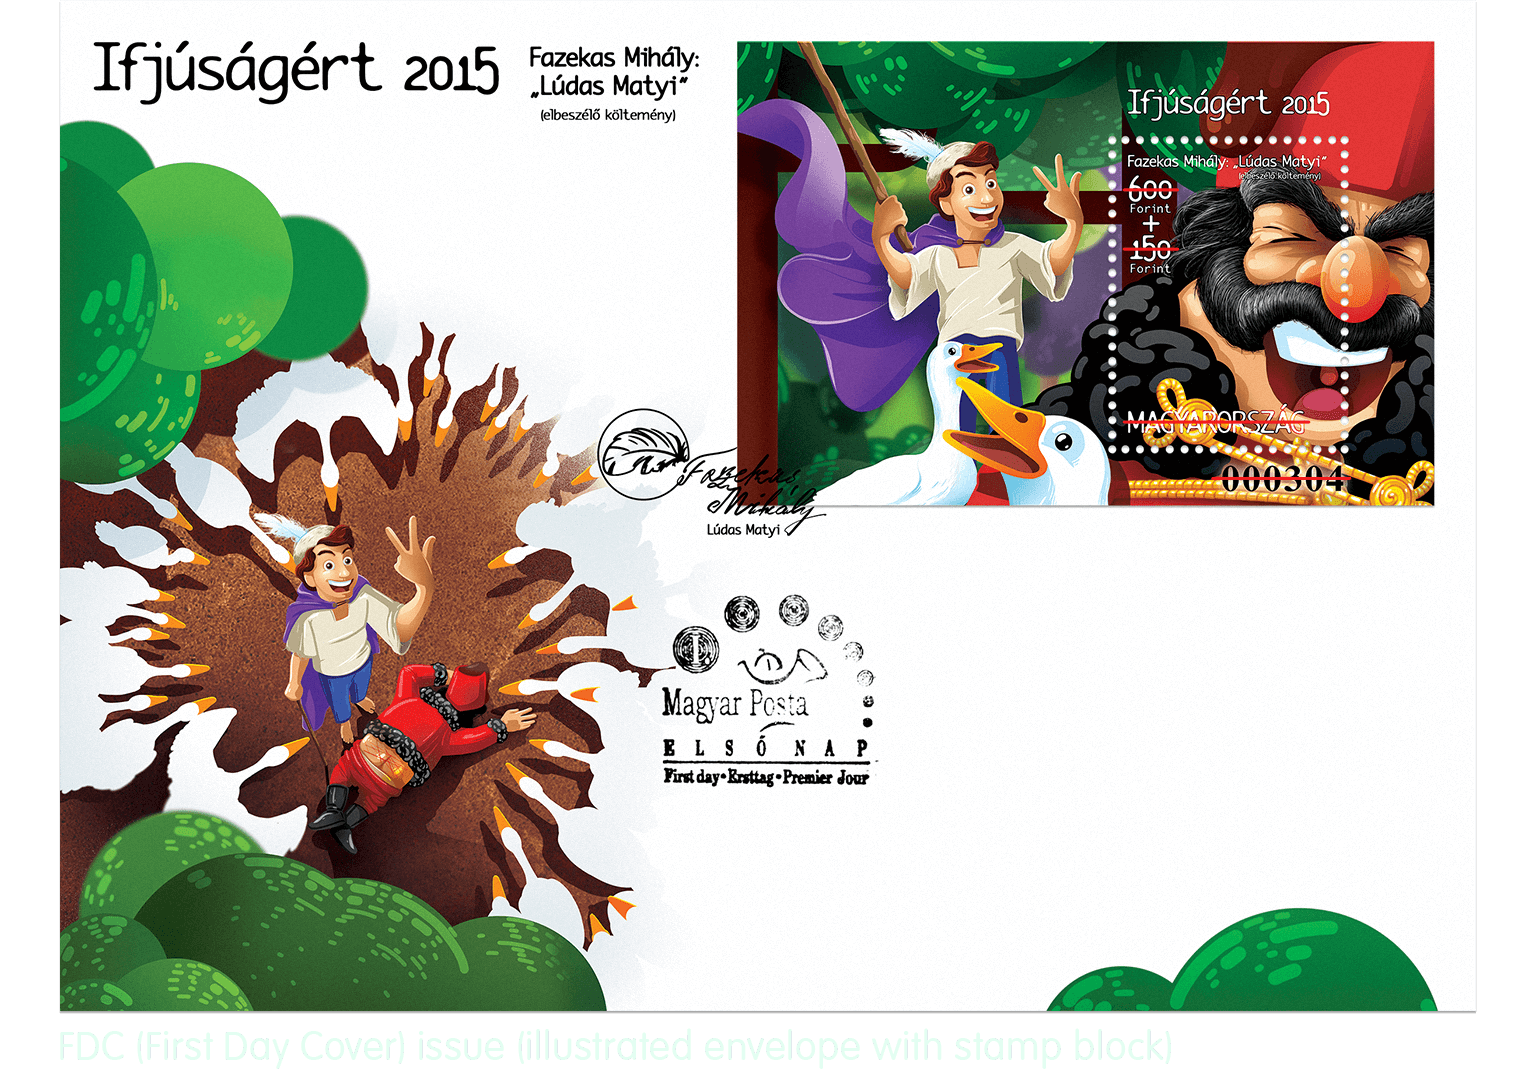 Ifjúságért 2015
Fazekas Mihály:
„Lúdas Matyi”
(elbeszélő költemény)
Ifjúságért 2015
Fazekas Mihály: „Lúdas Matyi”
(elbeszélő költemény)
600
Forint
+
150
Forint
MAGYARORSZÁG
000304
Fazekas
Mihály
Lúdas Matyi
1.
Magyar Posta
ELSŐ NAP
First day•Ersttag•Premier Jour
FDC (First Day Cover) issue (illustrated envelope with stamp block)